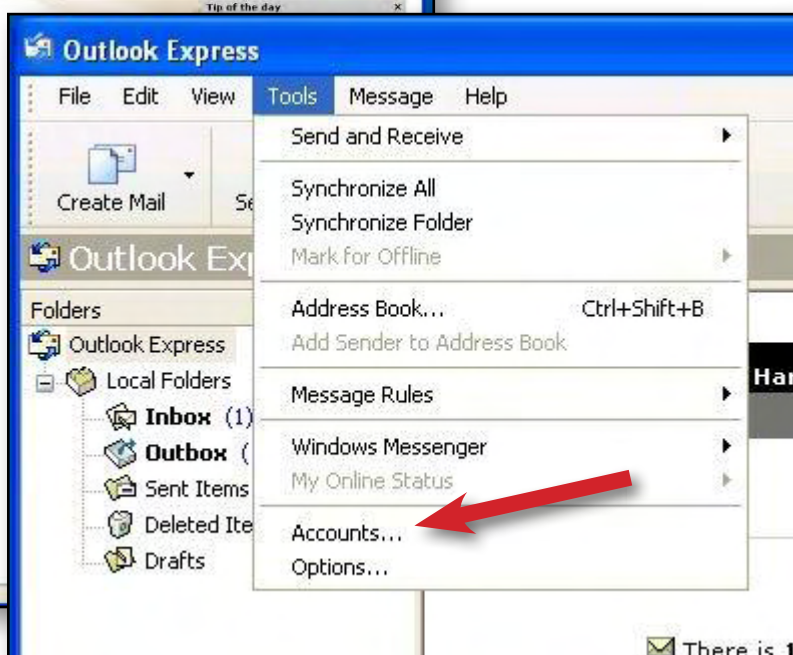 Tip of the day x
Outlook Express
File Edit View Tools Message Help
Send and Receive
Create Mail
Synchronize All
Synchronize Folder
Mark for Offline
Outlook Exp
Folders
Address Book... Ctrl+Shift+B
Add Sender to Address Book
Outlook Express
Local Folders
Message Rules
Inbox (1)
Outbox (
Windows Messenger
My Online Status
Sent Items
Deleted Ite
Drafts
Accounts...
Options...
There is 1